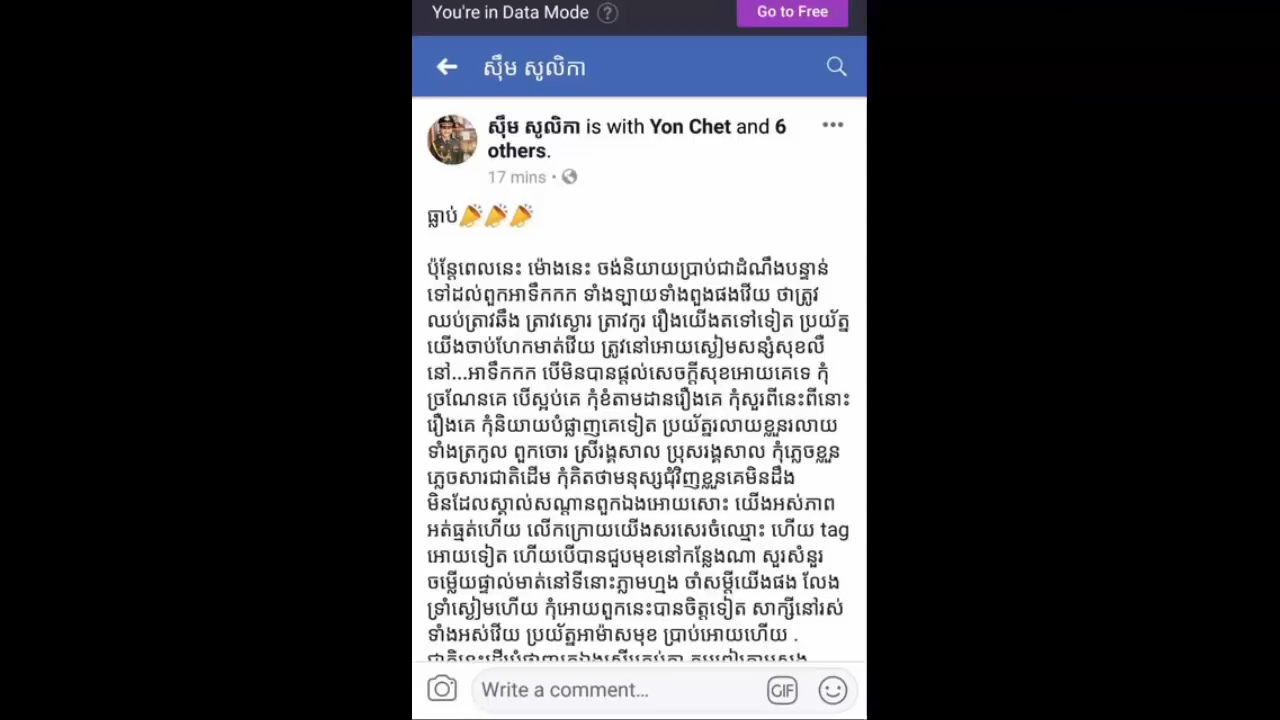 You're in Data Mode ?
Go to Free
ស៊ឹម សូលិកា
ស៊ឹម សូលិកា is with Yon Chet and 6
others.
17 mins •
ធ្លាប់
ប៉ុន្តែពេលនេះ ម៉ោងនេះ ចង់និយាយប្រាប់ជាដំណឹងបន្ទាន់
ទៅដល់ពួកអាទឹកកក ទាំងឡាយទាំងពួងផងវើយ ថាត្រូវ
ឈប់ត្រាវឆឹង ត្រាវស្ងោរ ត្រាវកូរ រឿងយើងតទៅទៀត ប្រយ័ត្ន
យើងចាប់ហែកមាត់វើយ ត្រូវនៅអោយស្ងៀមសន្សំសុខលឺ
នៅ...អាទឹកកក បើមិនបានផ្តល់សេចក្តីសុខអោយគេទេ កុំ
ច្រណែនគេ បើស្អប់គេ កុំខំតាមដានរឿងគេ កុំសួរពីនេះពីនោះ
រឿងគេ កុំនិយាយបំផ្លាញគេទៀត ប្រយ័ត្នរលាយខ្លួនរលាយ
ទាំងត្រកូល ពួកចោរ ស្រីរង្គសាល ប្រុសរង្គសាល កុំភ្លេចខ្លួន
ភ្លេចសារជាតិដើម កុំគិតថាមនុស្សជុំវិញខ្លួនគេមិនដឹង
មិនដែលស្គាល់សណ្តានពួកឯងអោយសោះ យើងអស់ភាព
អត់ធ្មត់ហើយ លើកក្រោយយើងសរសេរចំឈ្មោះ ហើយ tag
អោយទៀត ហើយបើបានជួបមុខនៅកន្លែងណា សួរសំនួរ
ចម្លើយផ្ទាល់មាត់នៅទីនោះភ្លាមហ្មង ចាំសម្តីយើងផង លែង
ទ្រាំស្ងៀមហើយ កុំអោយពួកនេះបានចិត្តទៀត សាក្សីនៅរស់
ទាំងអស់វើយ ប្រយ័ត្នអាម៉ាសមុខ ប្រាប់អោយហើយ .
Write a comment...
GIF